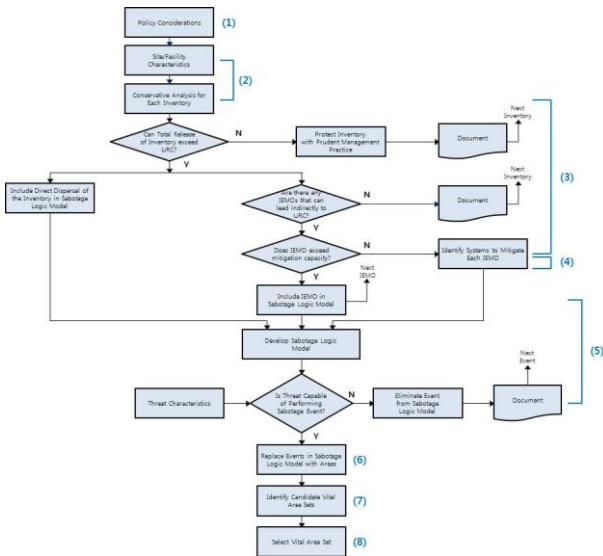 Policy Considerations
(1)
Site/Facility
Characteristics
(2)
Conservative Analysis for
Each Inventory
Can Total Release
of Inventory exceed
URC?
N
Protect Inventory
with Prudent Management
Practice
Document
Next
Inventory
Y
(3)
Include Direct Dispersal of
the Inventory in Sabotage
Logic Model
Are there any
IEMOs that can
lead indirectly to
URC?
N
Document
Next
Inventory
Y
Does IEMO exceed
mitigation capacity?
N
Identify Systems to Mitigate
Each IEMO
(4)
Y
Next
IEMO
Include IEMO in
Sabotage Logic Model
Develop Sabotage Logic
Model
(5)
Threat Characteristics
Is Threat Capable
of Performing
Sabotage Event?
N
Eliminate Event
from Sabotage
Logic Model
Document
Next
Event
Y
Replace Events in Sabotage
Logic Model with Areas
(6)
Identify Candidate Vital
Area Sets
(7)
Select Vital Area Set
(8)